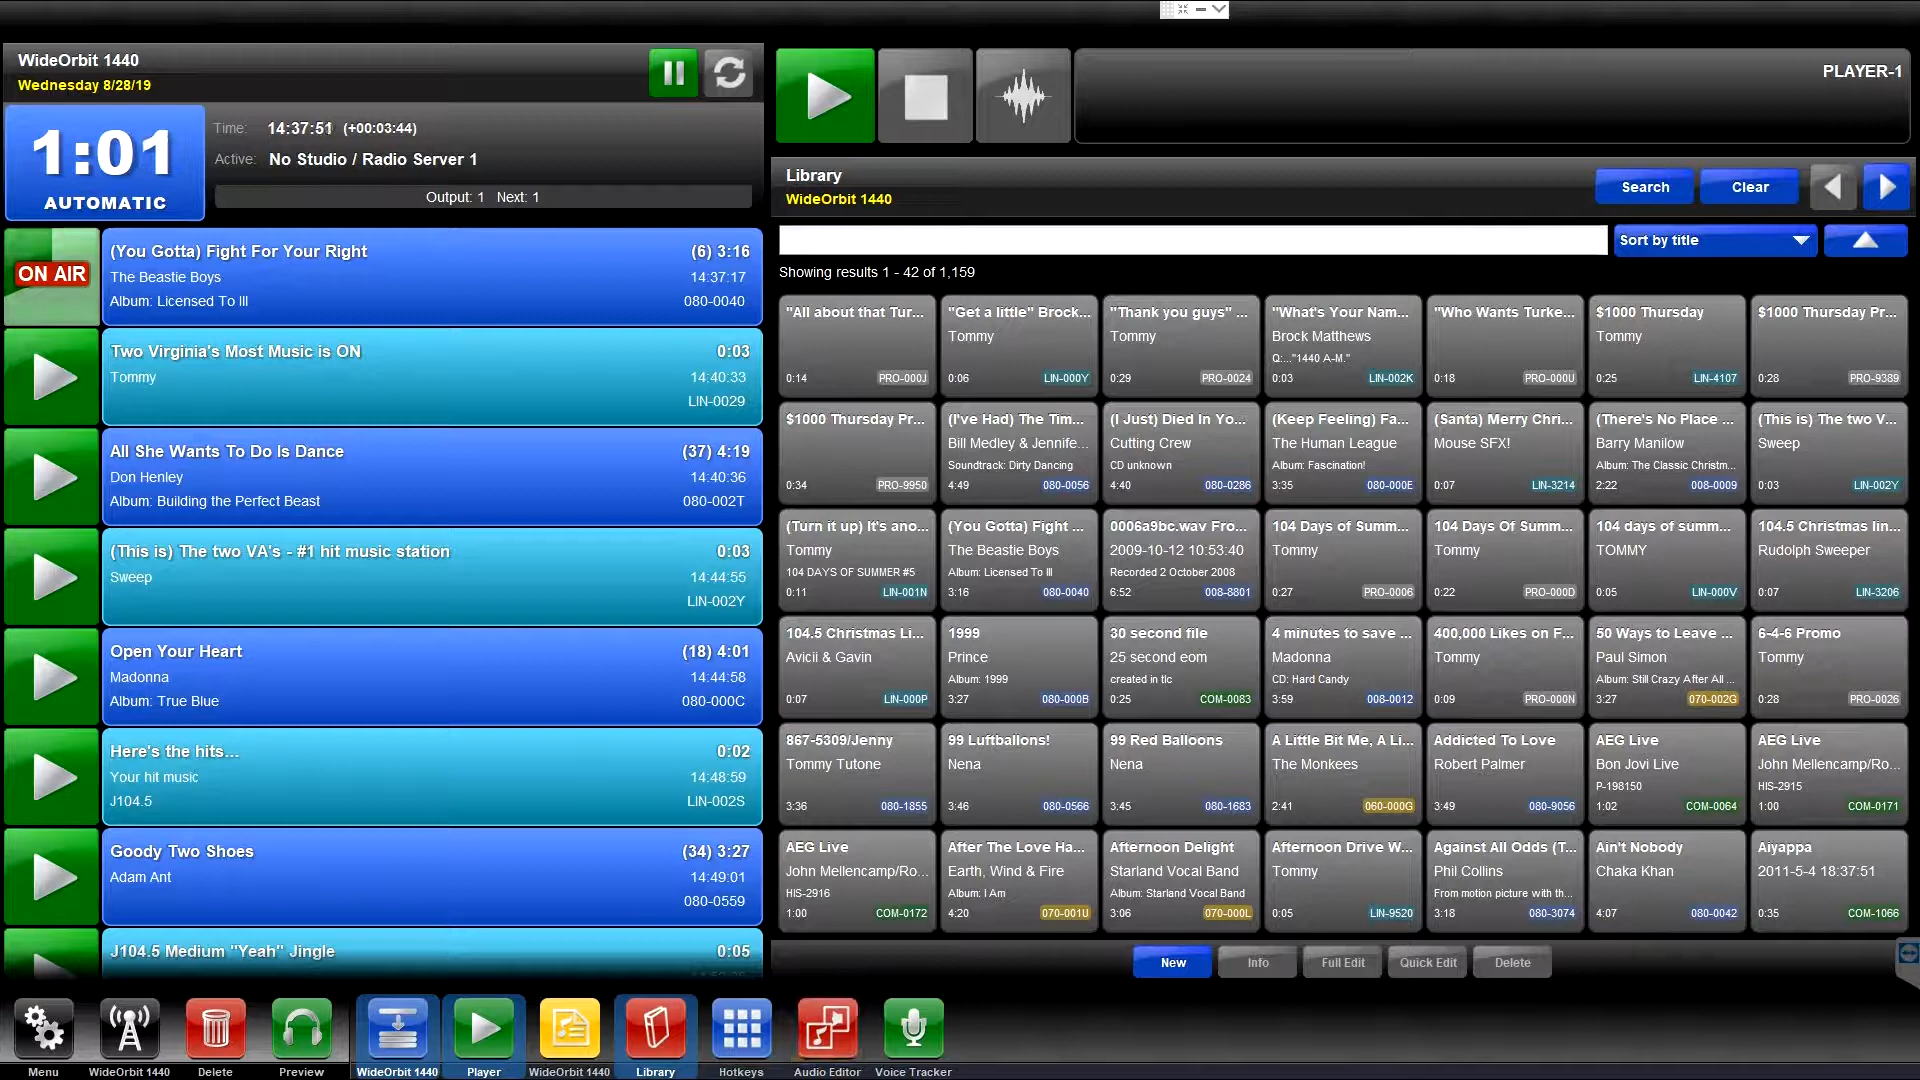 WideOrbit 1440
Wednesday 8/28/19
1:01
AUTOMATIC
Time: 14:37:51 (+00:03:44)
Active: No Studio / Radio Server 1
Output: 1 Next: 1
ON AIR
(You Gotta) Fight For Your Right (6) 3:16
The Beastie Boys 14:37:17
Album: Licensed To Ill 080-0040
Two Virginia's Most Music is ON 0:03
Tommy 14:40:33
LIN-0029
All She Wants To Do Is Dance (37) 4:19
Don Henley 14:40:36
Album: Building the Perfect Beast 080-002T
(This is) The two VA's - #1 hit music station 0:03
Sweep 14:44:55
LIN-002Y
Open Your Heart (18) 4:01
Madonna 14:44:58
Album: True Blue 080-000C
Here's the hits... 0:02
Your hit music 14:48:59
J104.5 LIN-002S
Goody Two Shoes (34) 3:27
Adam Ant 14:49:01
080-0559
J104.5 Medium "Yeah" Jingle 0:05
PLAYER-1
Library
WideOrbit 1440
Search Clear
Sort by title
Showing results 1 - 42 of 1,159
"All about that Tur...
0:14 PRO-000J
"Get a little" Brock...
Tommy
0:06 LIN-000Y
"Thank you guys" ...
Tommy
0:29 PRO-0024
"What's Your Nam...
Brock Matthews
Q:..."1440 A-M."
0:03 LIN-002K
"Who Wants Turke...
0:18 PRO-000U
$1000 Thursday
Tommy
0:25 LIN-4107
$1000 Thursday Pr...
0:28 PRO-9389
$1000 Thursday Pr...
0:34 PRO-9950
(I've Had) The Tim...
Bill Medley & Jennife...
Soundtrack: Dirty Dancing
4:49 080-0056
(I Just) Died In Yo...
Cutting Crew
CD unknown
4:40 080-0286
(Keep Feeling) Fa...
The Human League
Album: Fascination!
3:35 080-000E
(Santa) Merry Chri...
Mouse SFX!
0:07 LIN-3214
(There's No Place ...
Barry Manilow
Album: The Classic Christm...
2:22 008-0009
(This is) The two V...
Sweep
0:03 LIN-002Y
(Turn it up) It's ano...
Tommy
104 DAYS OF SUMMER #5
0:11 LIN-001N
(You Gotta) Fight ...
The Beastie Boys
Album: Licensed To Ill
3:16 080-0040
0006a9bc.wav Fro...
2009-10-12 10:53:40
Recorded 2 October 2008
6:52 008-8801
104 Days of Summ...
Tommy
0:27 PRO-0006
104 Days Of Summ...
Tommy
0:22 PRO-000D
104 days of summ...
TOMMY
0:05 LIN-000V
104.5 Christmas lin...
Rudolph Sweeper
0:07 LIN-3206
104.5 Christmas Li...
Avicii & Gavin
0:07 LIN-000P
1999
Prince
Album: 1999
3:27 080-000B
30 second file
25 second eom
created in tlc
0:25 COM-0083
4 minutes to save ...
Madonna
CD: Hard Candy
3:59 008-0012
400,000 Likes on F...
Tommy
0:09 PRO-000N
50 Ways to Leave ...
Paul Simon
Album: Still Crazy After All ...
3:27 070-002G
6-4-6 Promo
Tommy
0:28 PRO-0026
867-5309/Jenny
Tommy Tutone
3:36 080-1855
99 Luftballons!
Nena
3:46 080-0566
99 Red Balloons
Nena
3:45 080-1683
A Little Bit Me, A Li...
The Monkees
2:41 060-000G
Addicted To Love
Robert Palmer
3:49 080-9056
AEG Live
Bon Jovi Live
P-198150
1:02 COM-0064
AEG Live
John Mellencamp/Ro...
HIS-2915
1:00 COM-0171
AEG Live
John Mellencamp/Ro...
HIS-2916
1:00 COM-0172
After The Love Ha...
Earth, Wind & Fire
Album: I Am
4:20 070-001U
Afternoon Delight
Starland Vocal Band
Album: Starland Vocal Band
3:06 070-000L
Afternoon Drive W...
Tommy
0:05 LIN-9520
Against All Odds (T...
Phil Collins
From motion picture with th...
3:18 080-3074
Ain't Nobody
Chaka Khan
4:07 080-0042
Aiyappa
2011-5-4 18:37:51
0:35 COM-1066
New Info Full Edit Quick Edit Delete
Menu WideOrbit 1440 Delete Preview WideOrbit 1440 Player WideOrbit 1440 Library Hotkeys Audio Editor Voice Tracker